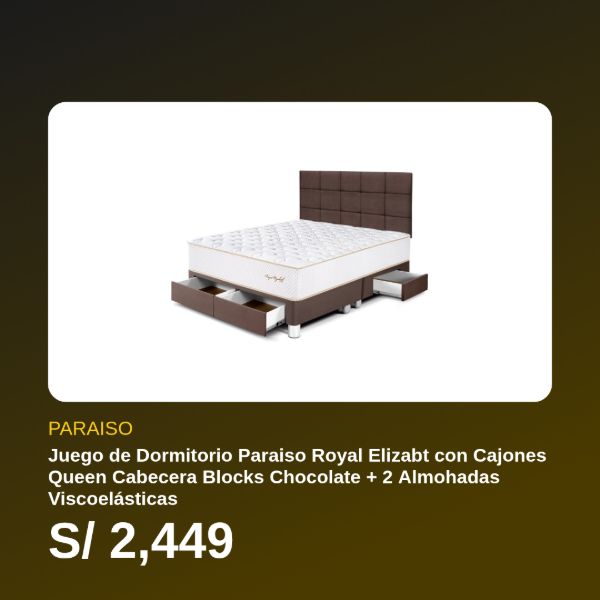 PARAISO
Juego de Dormitorio Paraiso Royal Elizabt con Cajones
Queen Cabecera Blocks Chocolate + 2 Almohadas
Viscoelásticas
S/ 2,449